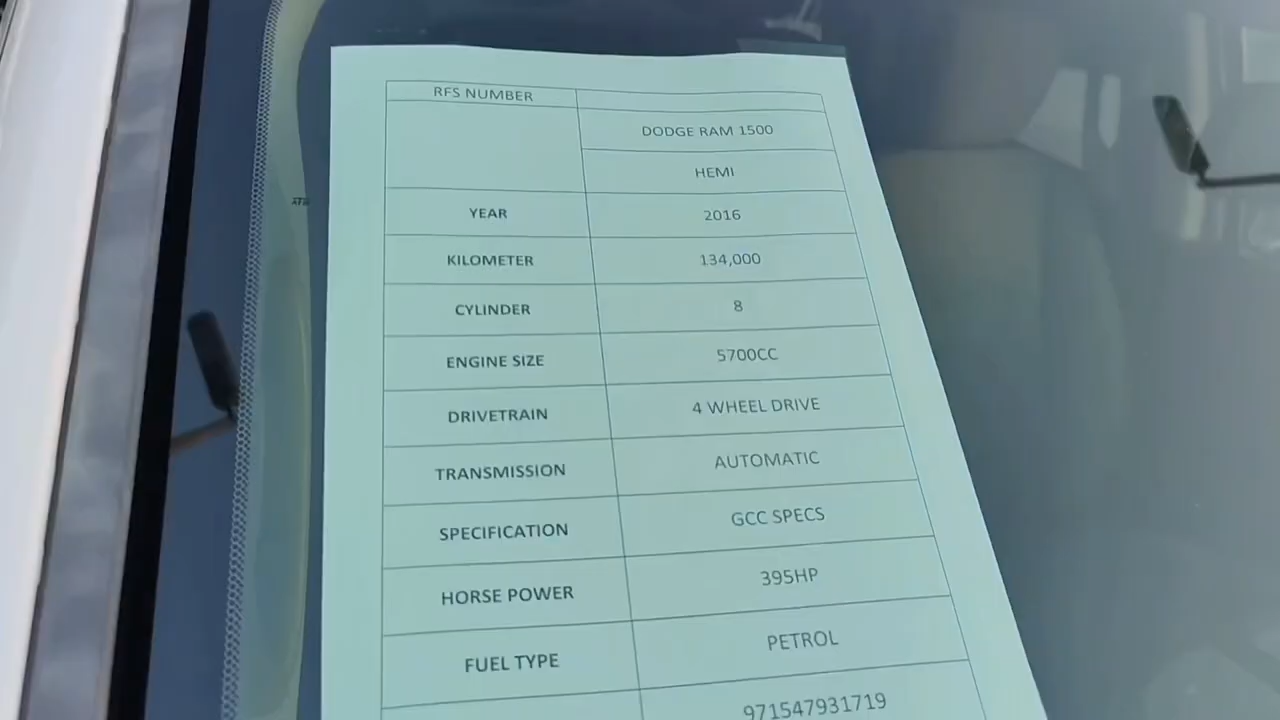 RFS NUMBER
DODGE RAM 1500
HEMI
YEAR 2016
KILOMETER 134,000
CYLINDER 8
ENGINE SIZE 5700CC
DRIVETRAIN 4 WHEEL DRIVE
TRANSMISSION AUTOMATIC
SPECIFICATION GCC SPECS
HORSE POWER 395HP
FUEL TYPE PETROL
971547931719